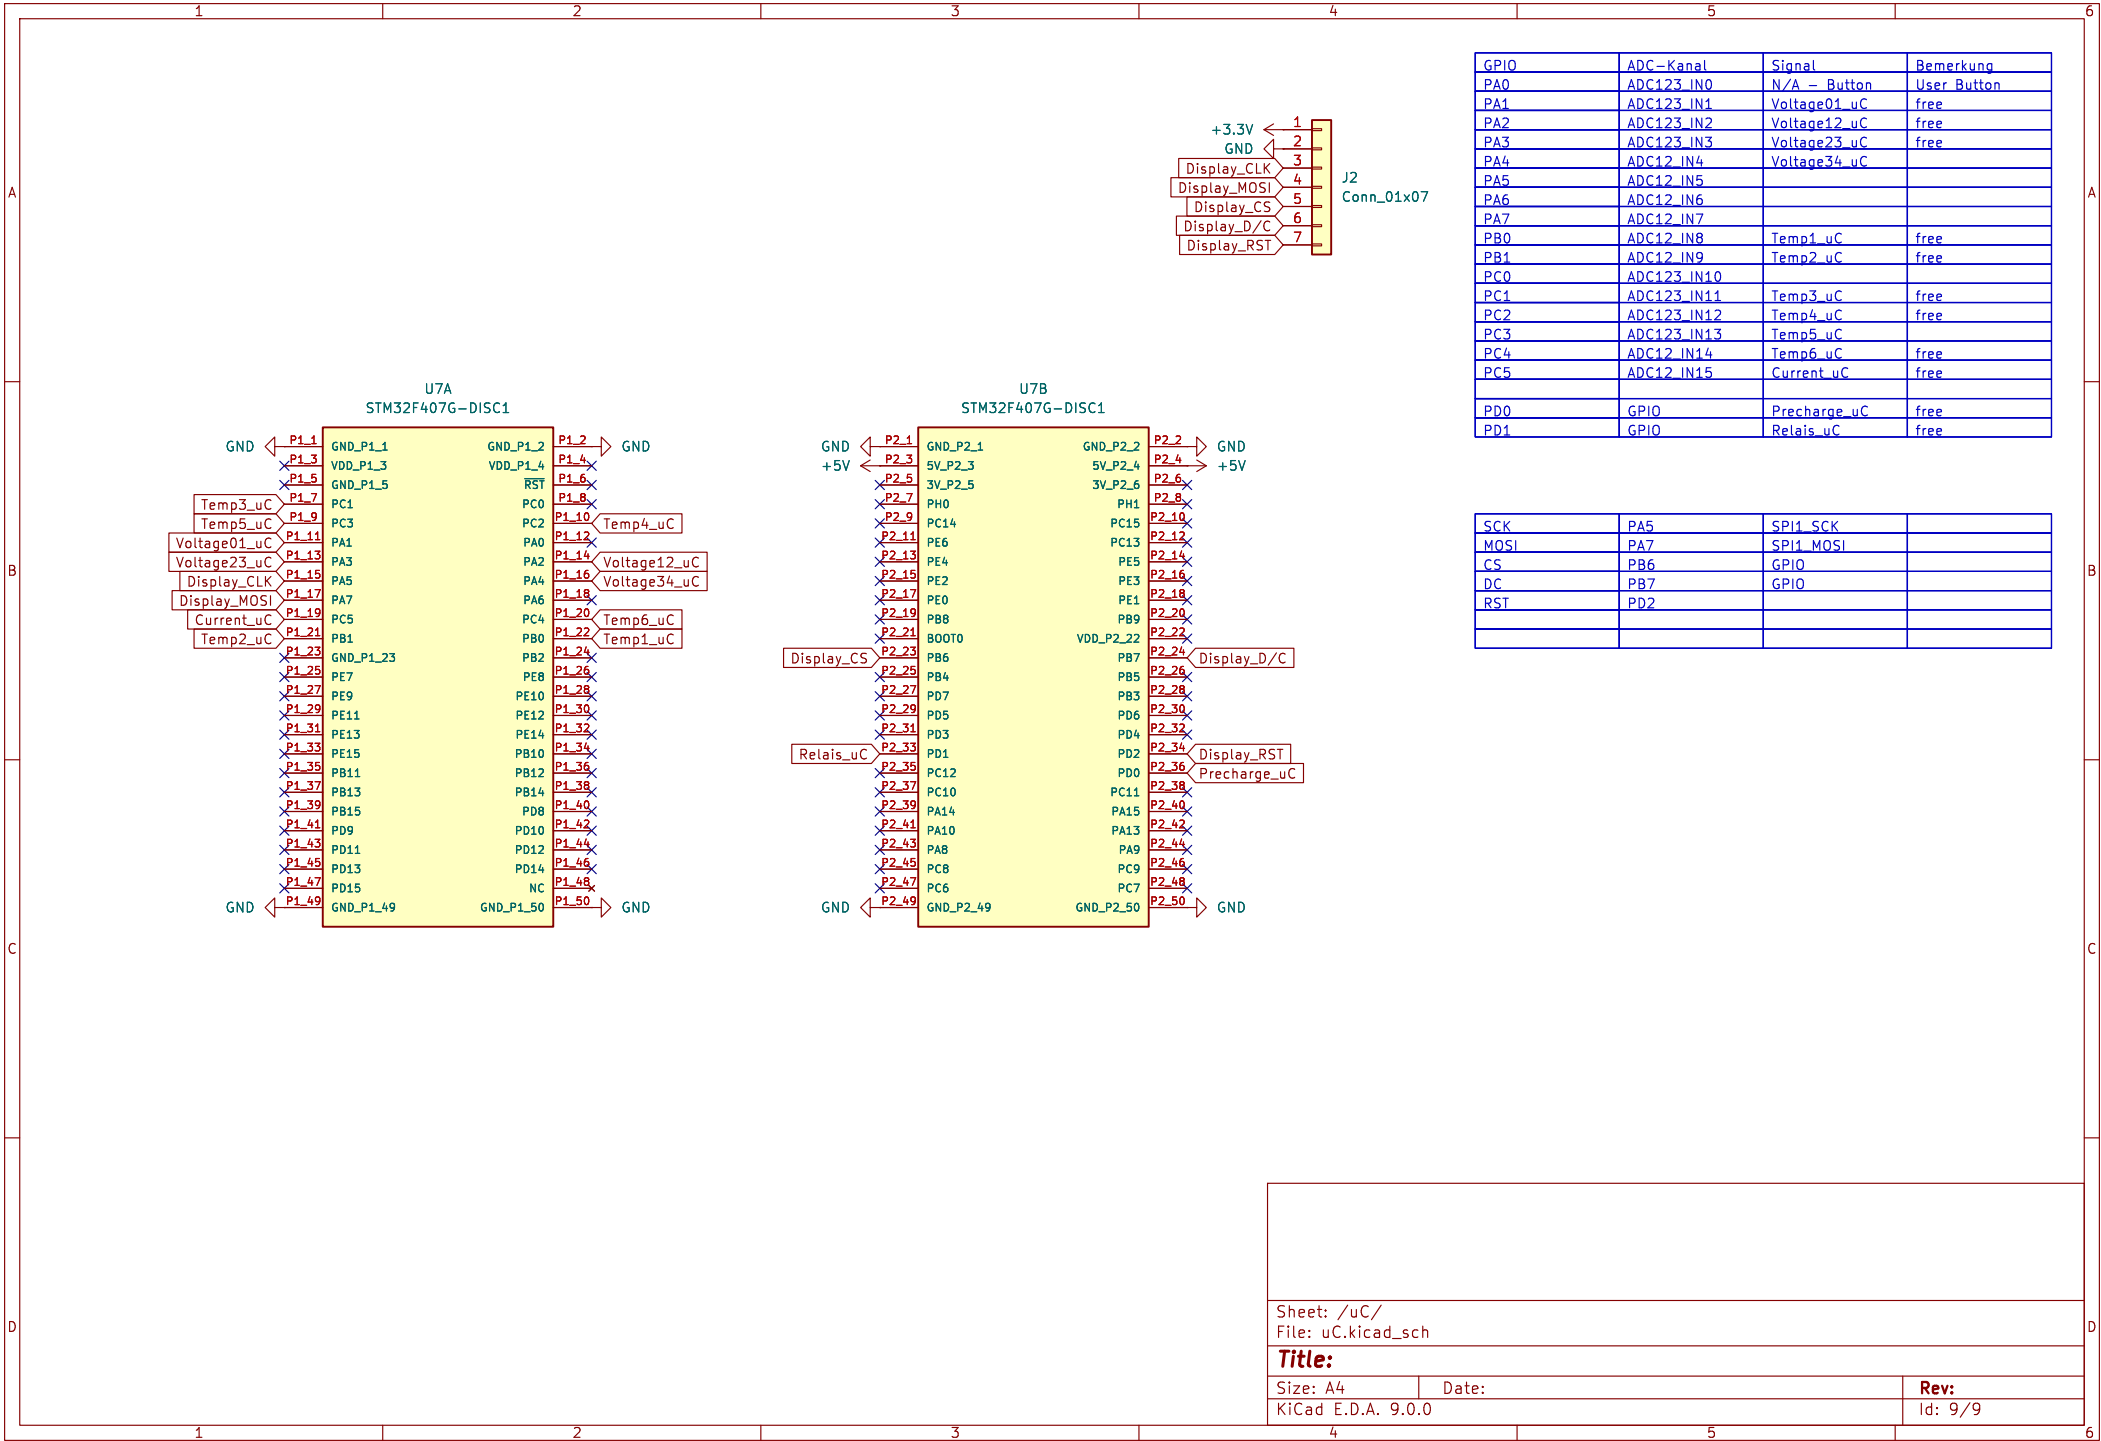 1 2 3 4 5 6
A
B
C
D
A
B
C
D
1 2 3 4 5 6
GPIO ADC-Kanal Signal Bemerkung
PA0 ADC123_IN0 N/A - Button User Button
PA1 ADC123_IN1 Voltage01_uC free
PA2 ADC123_IN2 Voltage12_uC free
PA3 ADC123_IN3 Voltage23_uC free
PA4 ADC12_IN4 Voltage34_uC
PA5 ADC12_IN5
PA6 ADC12_IN6
PA7 ADC12_IN7
PB0 ADC12_IN8 Temp1_uC free
PB1 ADC12_IN9 Temp2_uC free
PC0 ADC123_IN10
PC1 ADC123_IN11 Temp3_uC free
PC2 ADC123_IN12 Temp4_uC free
PC3 ADC123_IN13 Temp5_uC
PC4 ADC12_IN14 Temp6_uC free
PC5 ADC12_IN15 Current_uC free
PD0 GPIO Precharge_uC free
PD1 GPIO Relais_uC free
+3.3V 1
GND 2
Display_CLK 3
Display_MOSI 4
Display_CS 5
Display_D/C 6
Display_RST 7
J2
Conn_01x07
SCK PA5 SPI1_SCK
MOSI PA7 SPI1_MOSI
CS PB6 GPIO
DC PB7 GPIO
RST PD2
U7A
STM32F407G-DISC1
GND P1_1 GND_P1_1 GND_P1_2 P1_2 GND
P1_3 VDD_P1_3 VDD_P1_4 P1_4
P1_5 GND_P1_5 RST P1_6
Temp3_uC P1_7 PC1 PC0 P1_8
Temp5_uC P1_9 PC3 PC2 P1_10 Temp4_uC
Voltage01_uC P1_11 PA1 PA0 P1_12
Voltage23_uC P1_13 PA3 PA2 P1_14 Voltage12_uC
Display_CLK P1_15 PA5 PA4 P1_16 Voltage34_uC
Display_MOSI P1_17 PA7 PA6 P1_18
Current_uC P1_19 PC5 PC4 P1_20 Temp6_uC
Temp2_uC P1_21 PB1 PB0 P1_22 Temp1_uC
P1_23 GND_P1_23 PB2 P1_24
P1_25 PE7 PE8 P1_26
P1_27 PE9 PE10 P1_28
P1_29 PE11 PE12 P1_30
P1_31 PE13 PE14 P1_32
P1_33 PE15 PB10 P1_34
P1_35 PB11 PB12 P1_36
P1_37 PB13 PB14 P1_38
P1_39 PB15 PD8 P1_40
P1_41 PD9 PD10 P1_42
P1_43 PD11 PD12 P1_44
P1_45 PD13 PD14 P1_46
P1_47 PD15 NC P1_48
GND P1_49 GND_P1_49 GND_P1_50 P1_50 GND
U7B
STM32F407G-DISC1
GND P2_1 GND_P2_1 GND_P2_2 P2_2 GND
+5V P2_3 5V_P2_3 5V_P2_4 P2_4 +5V
P2_5 3V_P2_5 3V_P2_6 P2_6
P2_7 PH0 PH1 P2_8
P2_9 PC14 PC15 P2_10
P2_11 PE6 PC13 P2_12
P2_13 PE4 PE5 P2_14
P2_15 PE2 PE3 P2_16
P2_17 PE0 PE1 P2_18
P2_19 PB8 PB9 P2_20
P2_21 BOOT0 VDD_P2_22 P2_22
Display_CS P2_23 PB6 PB7 P2_24 Display_D/C
P2_25 PB4 PB5 P2_26
P2_27 PD7 PB3 P2_28
P2_29 PD5 PD6 P2_30
P2_31 PD3 PD4 P2_32
Relais_uC P2_33 PD1 PD2 P2_34 Display_RST
P2_35 PC12 PD0 P2_36 Precharge_uC
P2_37 PC10 PC11 P2_38
P2_39 PA14 PA15 P2_40
P2_41 PA10 PA13 P2_42
P2_43 PA8 PA9 P2_44
P2_45 PC8 PC9 P2_46
P2_47 PC6 PC7 P2_48
GND P2_49 GND_P2_49 GND_P2_50 P2_50 GND
Sheet: /uC/
File: uC.kicad_sch
Title:
Size: A4 Date: Rev:
KiCad E.D.A. 9.0.0 Id: 9/9